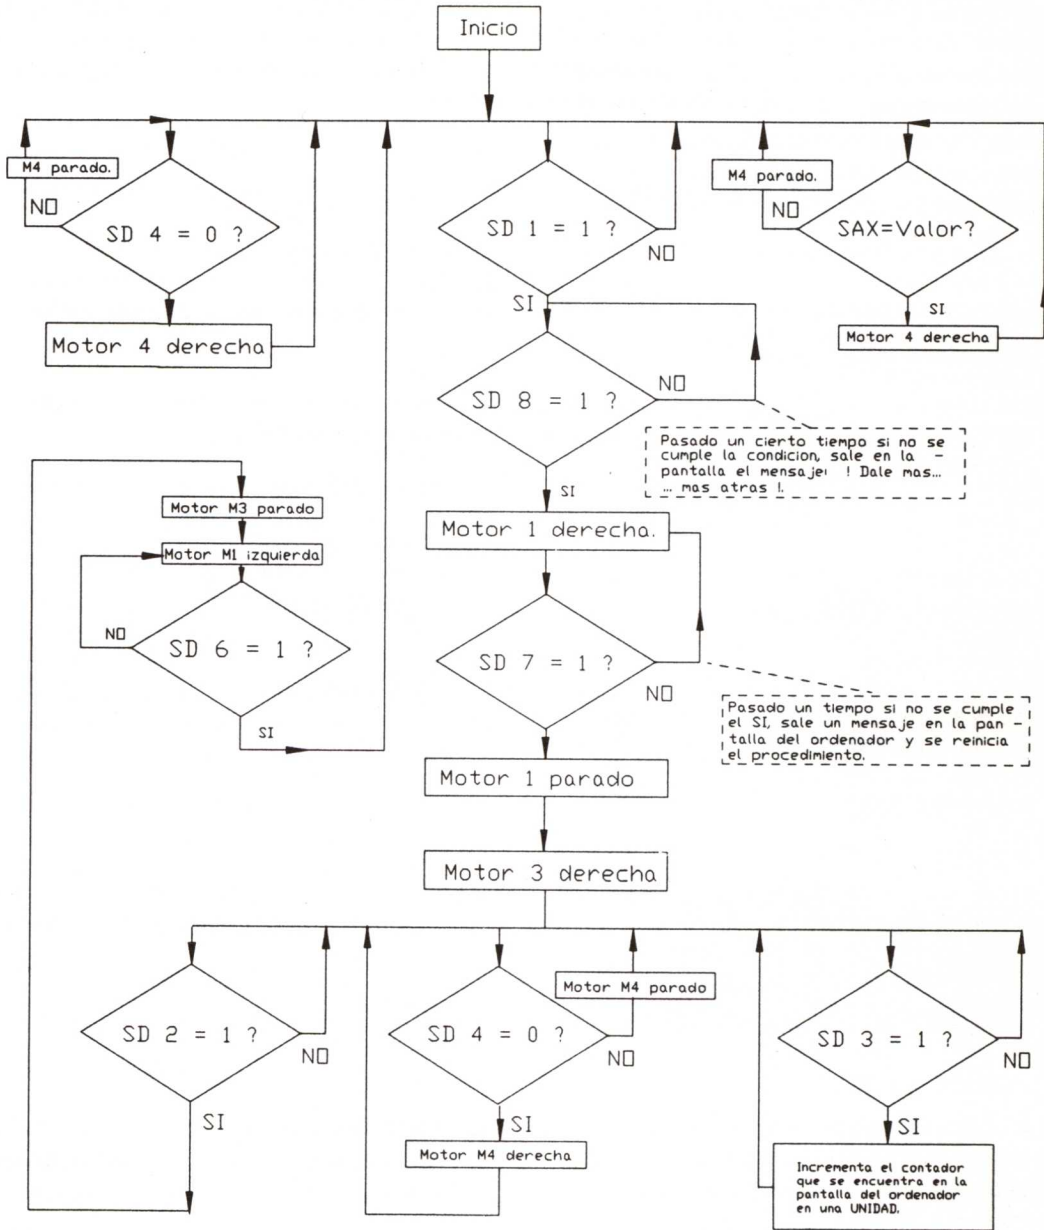 Inicio
M4 parado.
NO
SD 4 = 0 ?
Motor 4 derecha
SD 1 = 1 ?
NO
SI
M4 parado.
NO
SAX=Valor?
SI
Motor 4 derecha
SD 8 = 1 ?
NO
Pasado un cierto tiempo si no se
cumple la condicion, sale en la -
pantalla el mensaje: ! Dale mas...
... mas atras !.
SI
Motor 1 derecha.
SD 7 = 1 ?
NO
Pasado un tiempo si no se cumple
el SI, sale un mensaje en la pan -
talla del ordenador y se reinicia
el procedimiento.
Motor M3 parado
Motor M1 izquierda
NO
SD 6 = 1 ?
SI
Motor 1 parado
Motor 3 derecha
SD 2 = 1 ?
NO
SI
Motor M4 parado
SD 4 = 0 ?
NO
SI
Motor M4 derecha
SD 3 = 1 ?
NO
SI
Incrementa el contador
que se encuentra en la
pantalla del ordenador
en una UNIDAD.